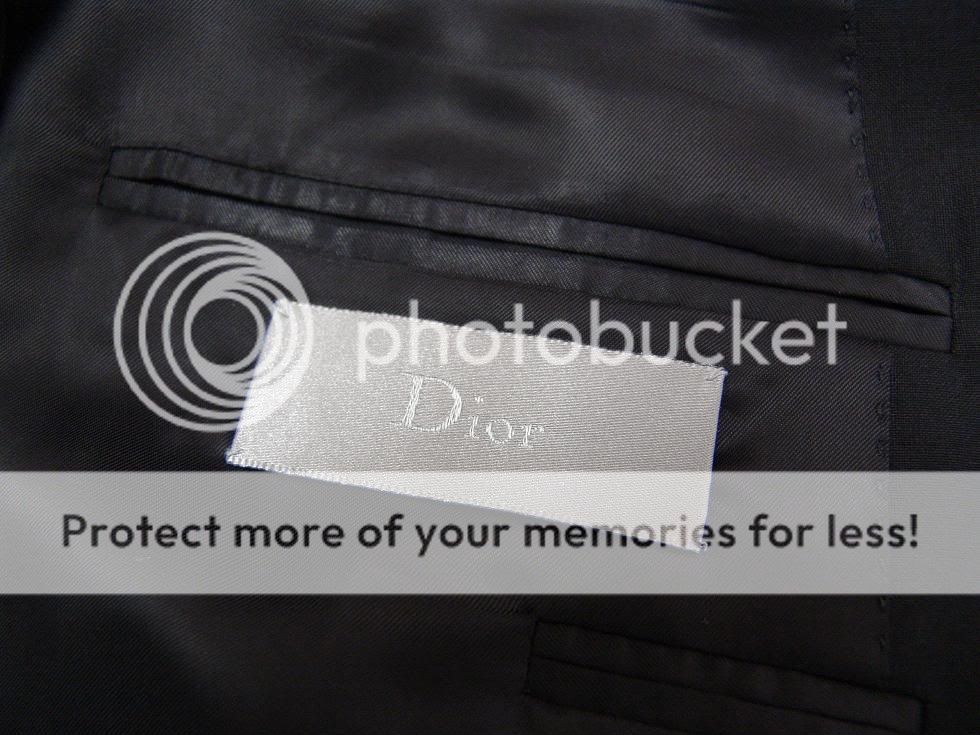 photobucket
Dior
Protect more of your memories for less!